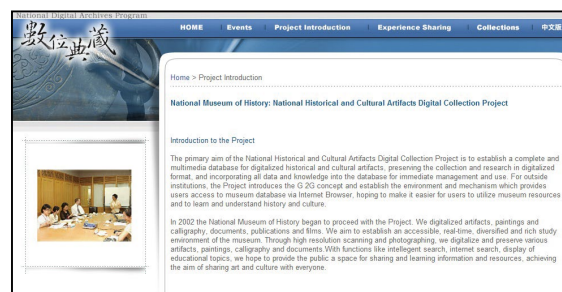 National Digital Archives Program
數位典藏
HOME | Events | Project Introduction | Experience Sharing | Collections | 中文版
Home > Project Introduction
National Museum of History: National Historical and Cultural Artifacts Digital Collection Project
Introduction to the Project
The primary aim of the National Historical and Cultural Artifacts Digital Collection Project is to establish a complete and
multimedia database for digitalized historical and cultural artifacts, preserving the collection and research in digitalized
format, and incorporating all data and knowledge into the database for immediate management and use. For outside
institutions, the Project introduces the G 2G concept and establish the environment and mechanism which provides
users access to museum database via Internet Browser, hoping to make it easier for users to utilize museum resources
and to learn and understand history and culture.
In 2002 the National Museum of History began to proceed with the Project. We digitalized artifacts, paintings and
calligraphy, documents, publications and films. We aim to establish an accessible, real-time, diversified and rich study
environment of the museum. Through high resolution scanning and photographing, we digitalize and preserve various
artifacts, paintings, calligraphy and documents.With functions like intellegent search, internet search, display of
educational topics, we hope to provide the public a space for sharing and learning information and resources, achieving
the aim of sharing art and culture with everyone.